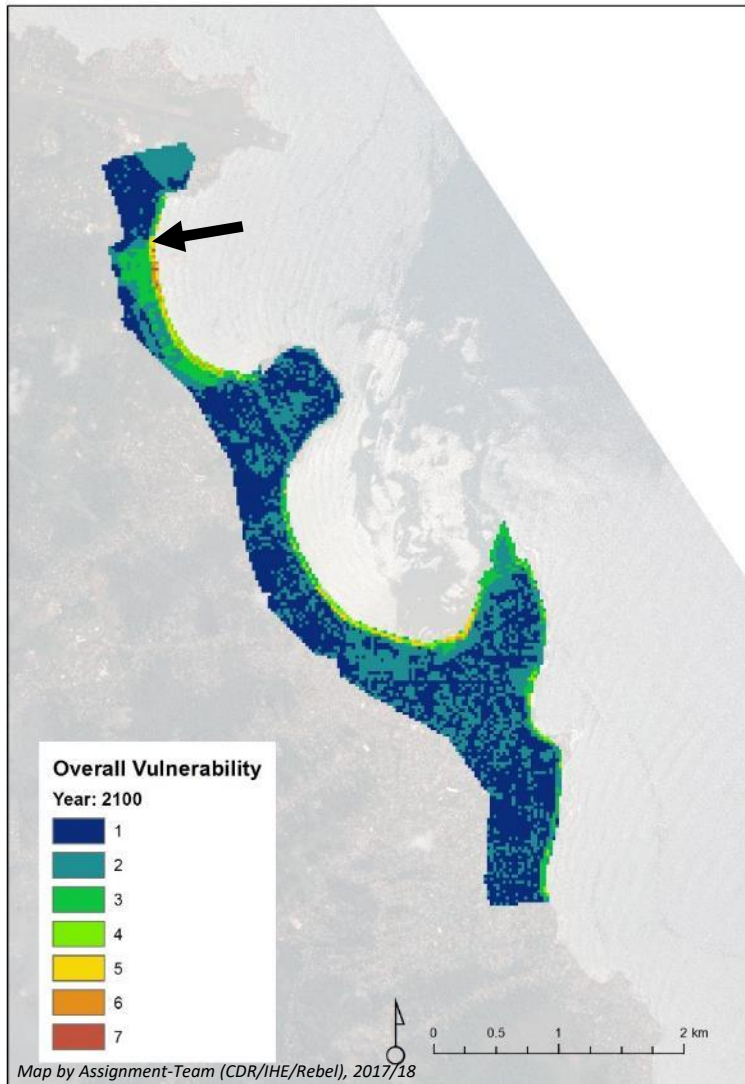 Overall Vulnerability
Year: 2100
1
2
3
4
5
6
7
0 0.5 1 2 km
Map by Assignment-Team (CDR/IHE/Rebel), 2017/18